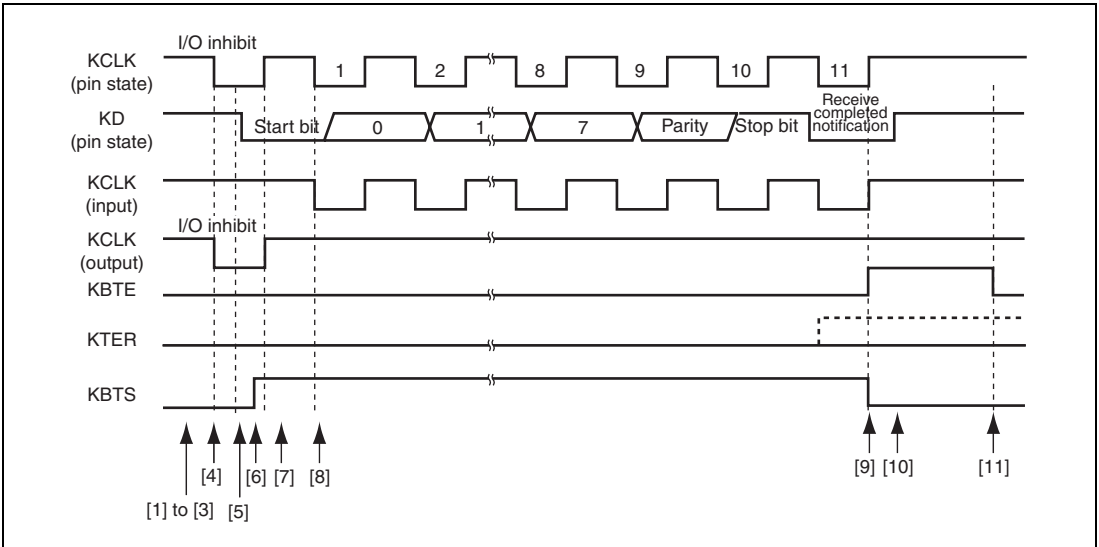 I/O inhibit
KCLK
(pin state)
1 2 8 9 10 11
KD
(pin state)
Start bit 0 1 7 Parity Stop bit
Receive
completed
notification
KCLK
(input)
I/O inhibit
KCLK
(output)
KBTE
KTER
KBTS
[4] [6] [7] [8] [9] [10] [11]
[1] to [3] [5]